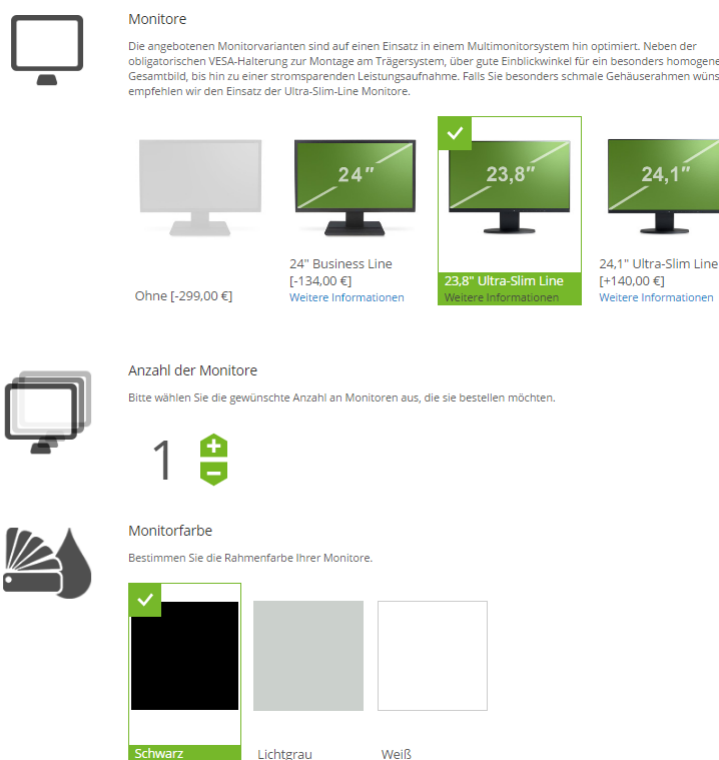 Monitore
Die angebotenen Monitorvarianten sind auf einen Einsatz in einem Multimonitorsystem hin optimiert. Neben der
obligatorischen VESA-Halterung zur Montage am Trägersystem, über gute Einblickwinkel für ein besonders
Gesamtbild, bis hin zu einer stromsparenden Leistungsaufnahme. Falls Sie besonders schmale Gehäuserahmen
empfehlen wir den Einsatz der Ultra-Slim-Line Monitore.
24"
23,8"
24,1"
Ohne [-299,00 €]
24" Business Line
[-134,00 €]
Weitere Informationen
23,8" Ultra-Slim Line
Weitere Informationen
24,1" Ultra-Slim Line
[+140,00 €]
Weitere Informationen
Anzahl der Monitore
Bitte wählen Sie die gewünschte Anzahl an Monitoren aus, die sie bestellen möchten.
1
Monitorfarbe
Bestimmen Sie die Rahmenfarbe Ihrer Monitore.
Schwarz
Lichtgrau
Weiß